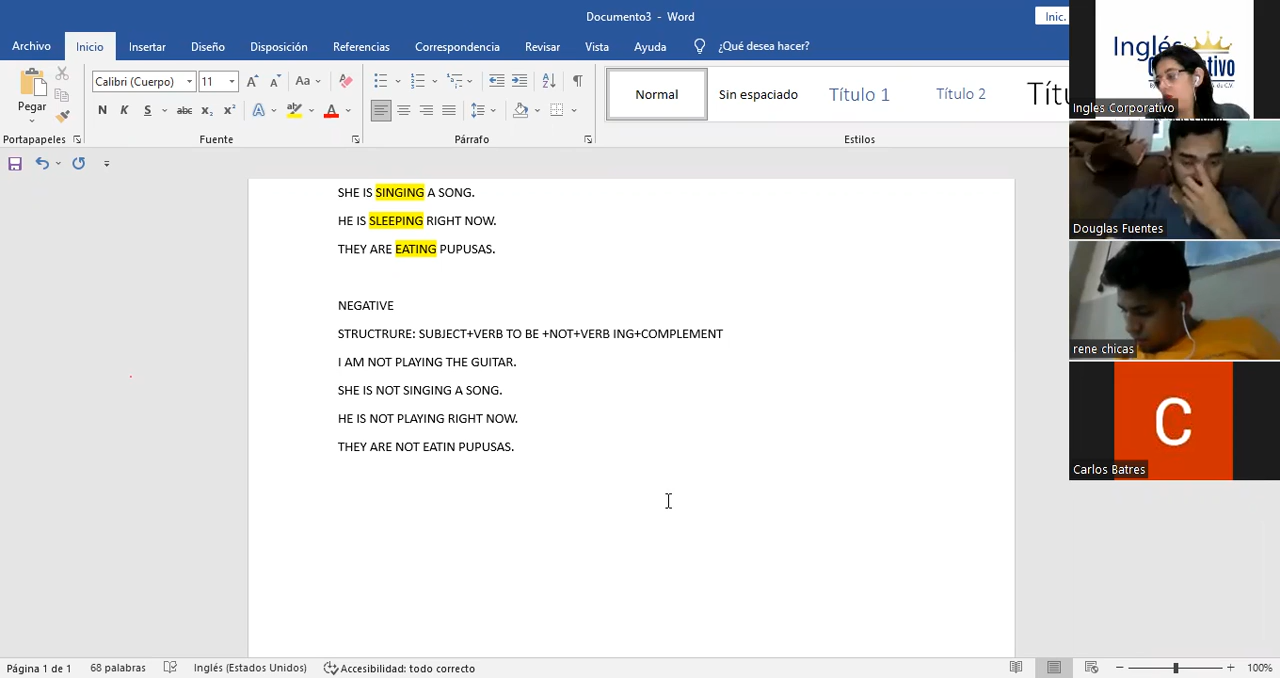 Documento3 - Word
Inic.
Archivo
Inicio
Insertar
Diseño
Disposición
Referencias
Correspondencia
Revisar
Vista
Ayuda
¿Qué desea hacer?
Pegar
Calibri (Cuerpo)
11
Aa
N K S abc x₂ x²
Normal
Sin espaciado
Título 1
Título 2
Portapapeles
Fuente
Párrafo
Estilos
SHE IS SINGING A SONG.
HE IS SLEEPING RIGHT NOW.
THEY ARE EATING PUPUSAS.
NEGATIVE
STRUCTRURE: SUBJECT+VERB TO BE +NOT+VERB ING+COMPLEMENT
I AM NOT PLAYING THE GUITAR.
SHE IS NOT SINGING A SONG.
HE IS NOT PLAYING RIGHT NOW.
THEY ARE NOT EATIN PUPUSAS.
Inglés
Ingles Corporativo
Douglas Fuentes
rene chicas
C
Carlos Batres
Página 1 de 1
68 palabras
Inglés (Estados Unidos)
Accesibilidad: todo correcto
100%